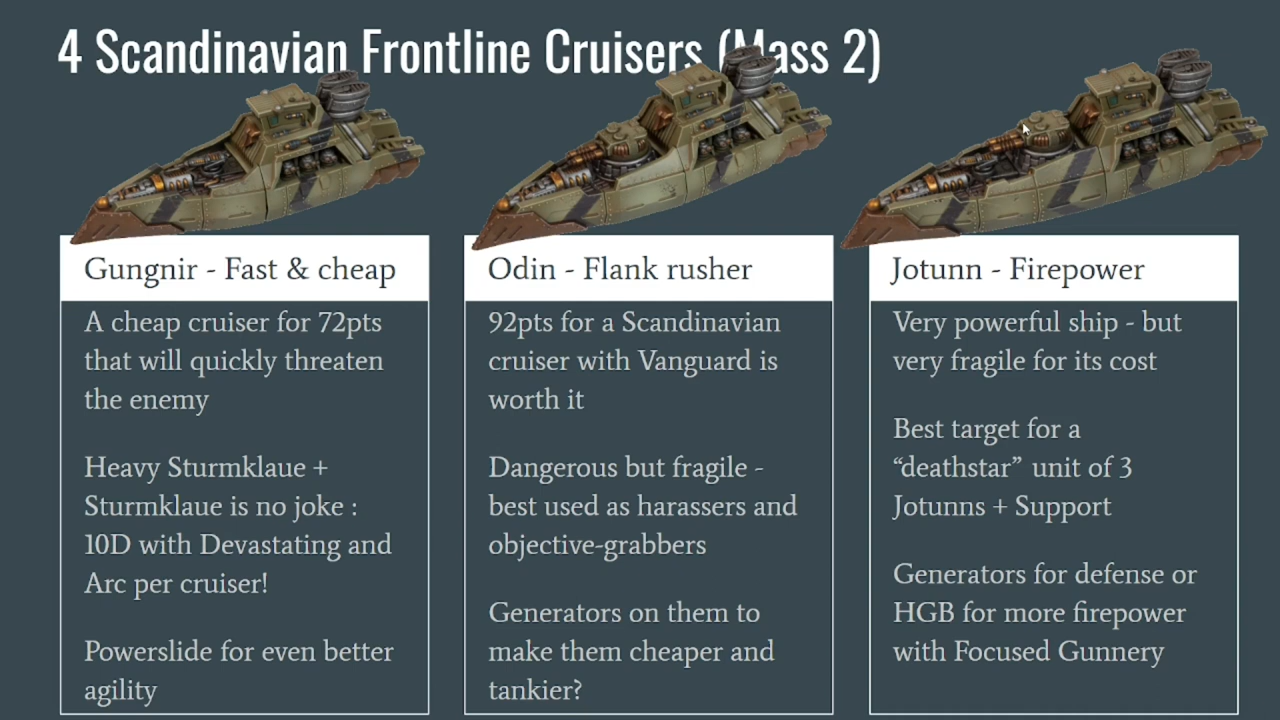 4 Scandinavian Frontline Cruisers (Mass 2)
Gungnir - Fast & cheap
A cheap cruiser for 72pts
that will quickly threaten
the enemy
Heavy Sturmklaue +
Sturmklaue is no joke :
10D with Devastating and
Arc per cruiser!
Powerslide for even better
agility
Odin - Flank rusher
92pts for a Scandinavian
cruiser with Vanguard is
worth it
Dangerous but fragile -
best used as harassers and
objective-grabbers
Generators on them to
make them cheaper and
tankier?
Jotunn - Firepower
Very powerful ship - but
very fragile for its cost
Best target for a
“deathstar” unit of 3
Jotunns + Support
Generators for defense or
HGB for more firepower
with Focused Gunnery